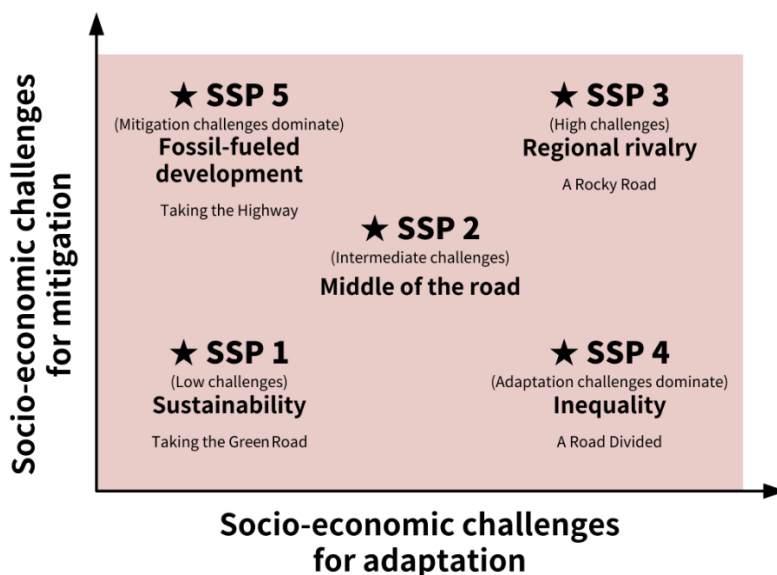 Socio-economic challenges
for mitigation
★ SSP 5
(Mitigation challenges dominate)
Fossil-fueled
development
Taking the Highway
★ SSP 3
(High challenges)
Regional rivalry
A Rocky Road
★ SSP 2
(Intermediate challenges)
Middle of the road
★ SSP 1
(Low challenges)
Sustainability
Taking the Green Road
★ SSP 4
(Adaptation challenges dominate)
Inequality
A Road Divided
Socio-economic challenges
for adaptation